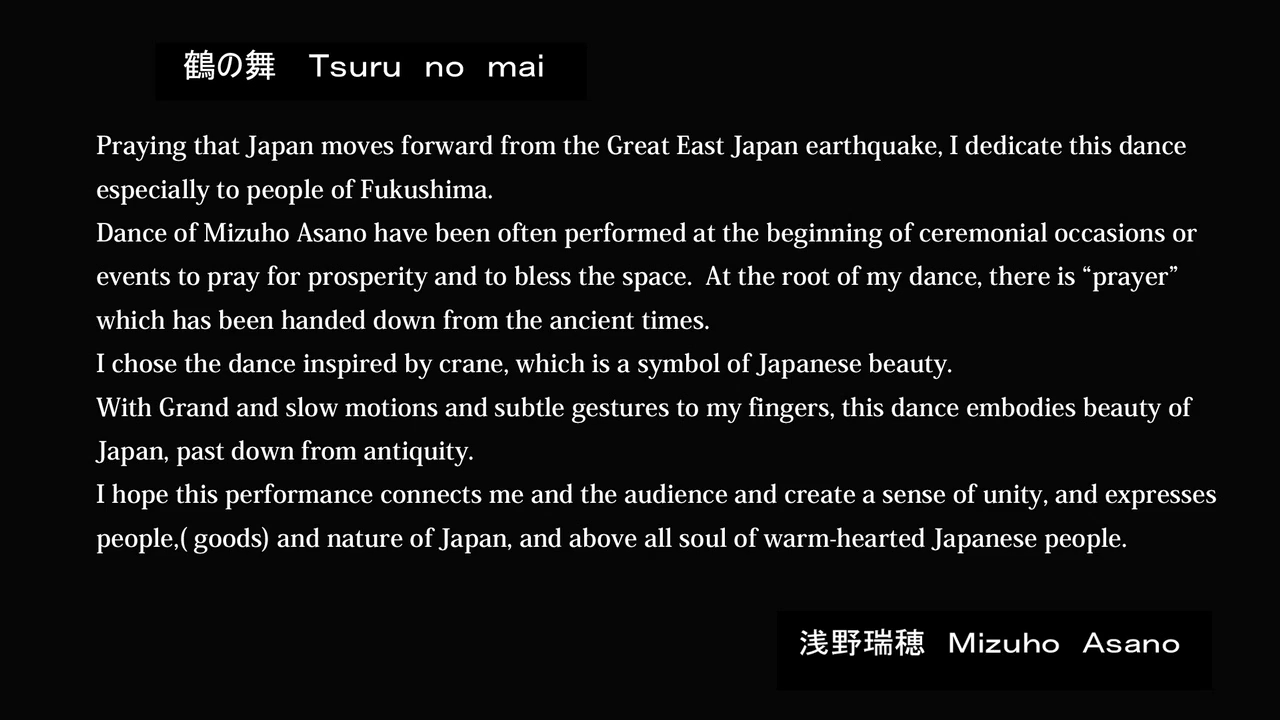 鶴の舞　Tsuru no mai
Praying that Japan moves forward from the Great East Japan earthquake, I dedicate this dance
especially to people of Fukushima.
Dance of Mizuho Asano have been often performed at the beginning of ceremonial occasions or
events to pray for prosperity and to bless the space.  At the root of my dance, there is “prayer”
which has been handed down from the ancient times.
I chose the dance inspired by crane, which is a symbol of Japanese beauty.
With Grand and slow motions and subtle gestures to my fingers, this dance embodies beauty of
Japan, past down from antiquity.
I hope this performance connects me and the audience and create a sense of unity, and expresses
people,( goods) and nature of Japan, and above all soul of warm-hearted Japanese people.
浅野瑞穂　Mizuho Asano